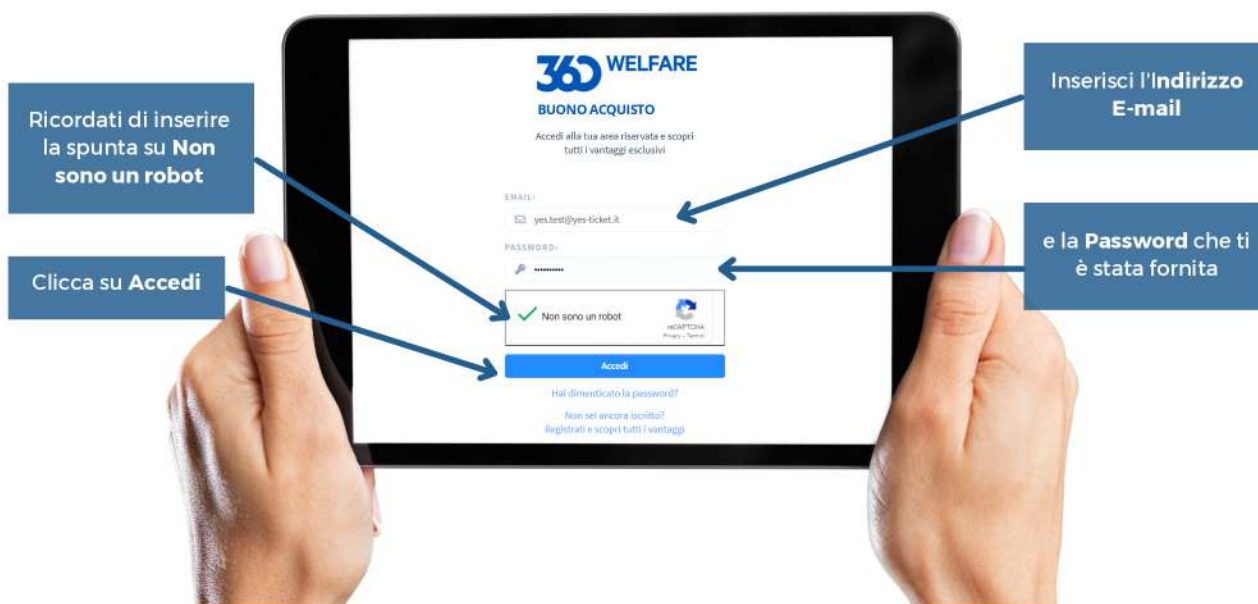 360 WELFARE
BUONO ACQUISTO
Accedi alla tua area riservata e scopri
tutti i vantaggi esclusivi
EMAIL:
yes.test@yes-ticket.it
PASSWORD:
••••••••••
Non sono un robot
reCAPTCHA
Privacy - Termini
Accedi
Hai dimenticato la password?
Non sei ancora iscritto?
Registrati e scopri tutti i vantaggi
Ricordati di inserire
la spunta su Non
sono un robot
Clicca su Accedi
Inserisci l'Indirizzo
E-mail
e la Password che ti
è stata fornita